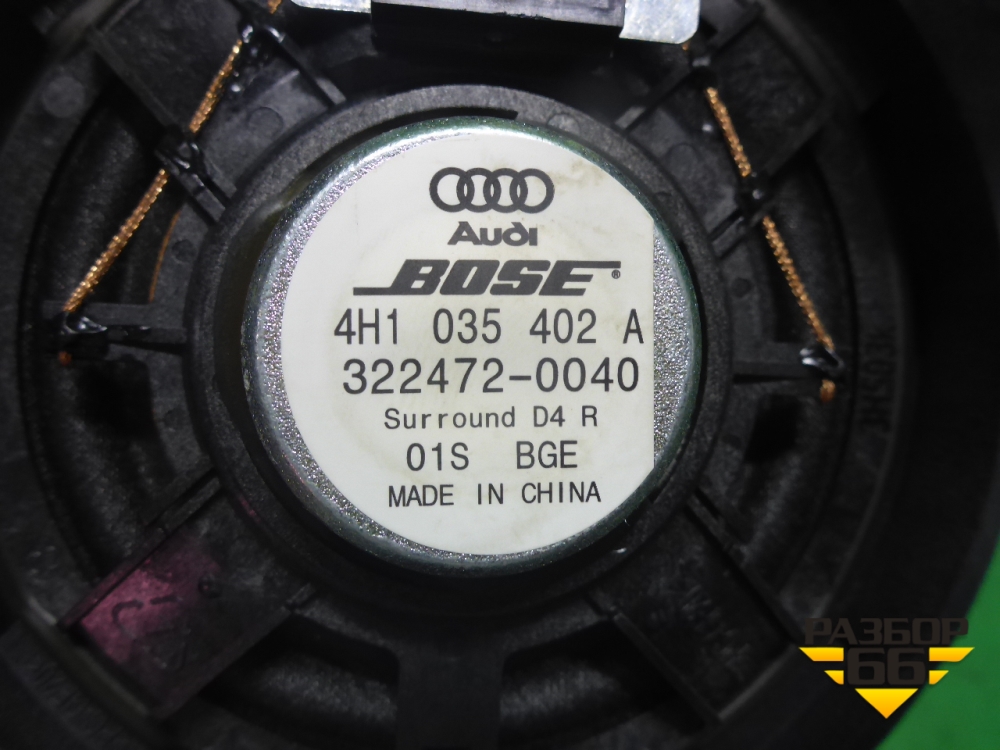 Audi
BOSE®
4H1 035 402 A
322472-0040
Surround D4 R
01S BGE
MADE IN CHINA
РАЗБОР
66